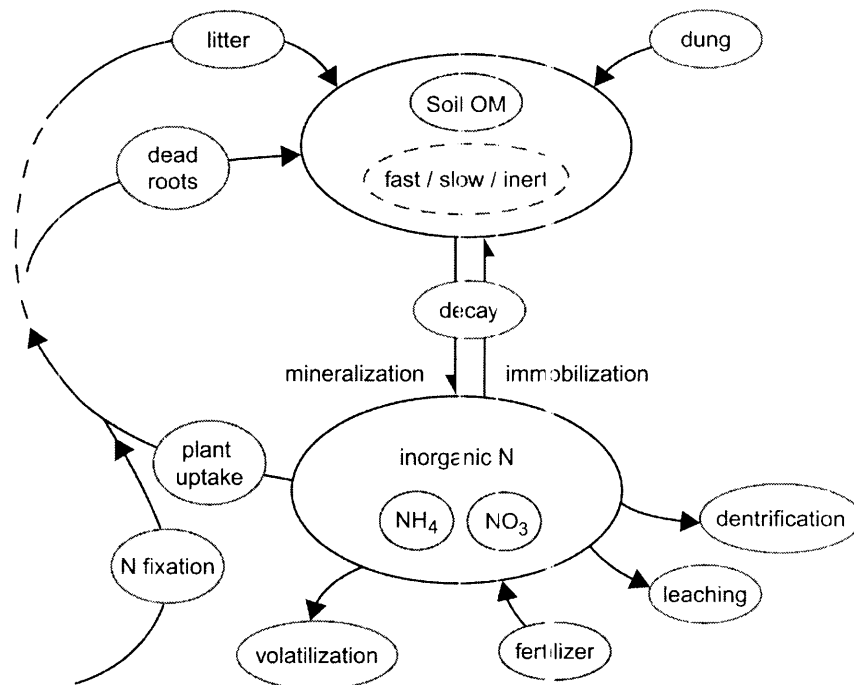 litter
dung
Soil OM
dead
roots
fast / slow / inert
decay
mineralization
immobilization
plant
uptake
inorganic N
NH4
NO3
dentrification
N fixation
leaching
volatilization
fertilizer